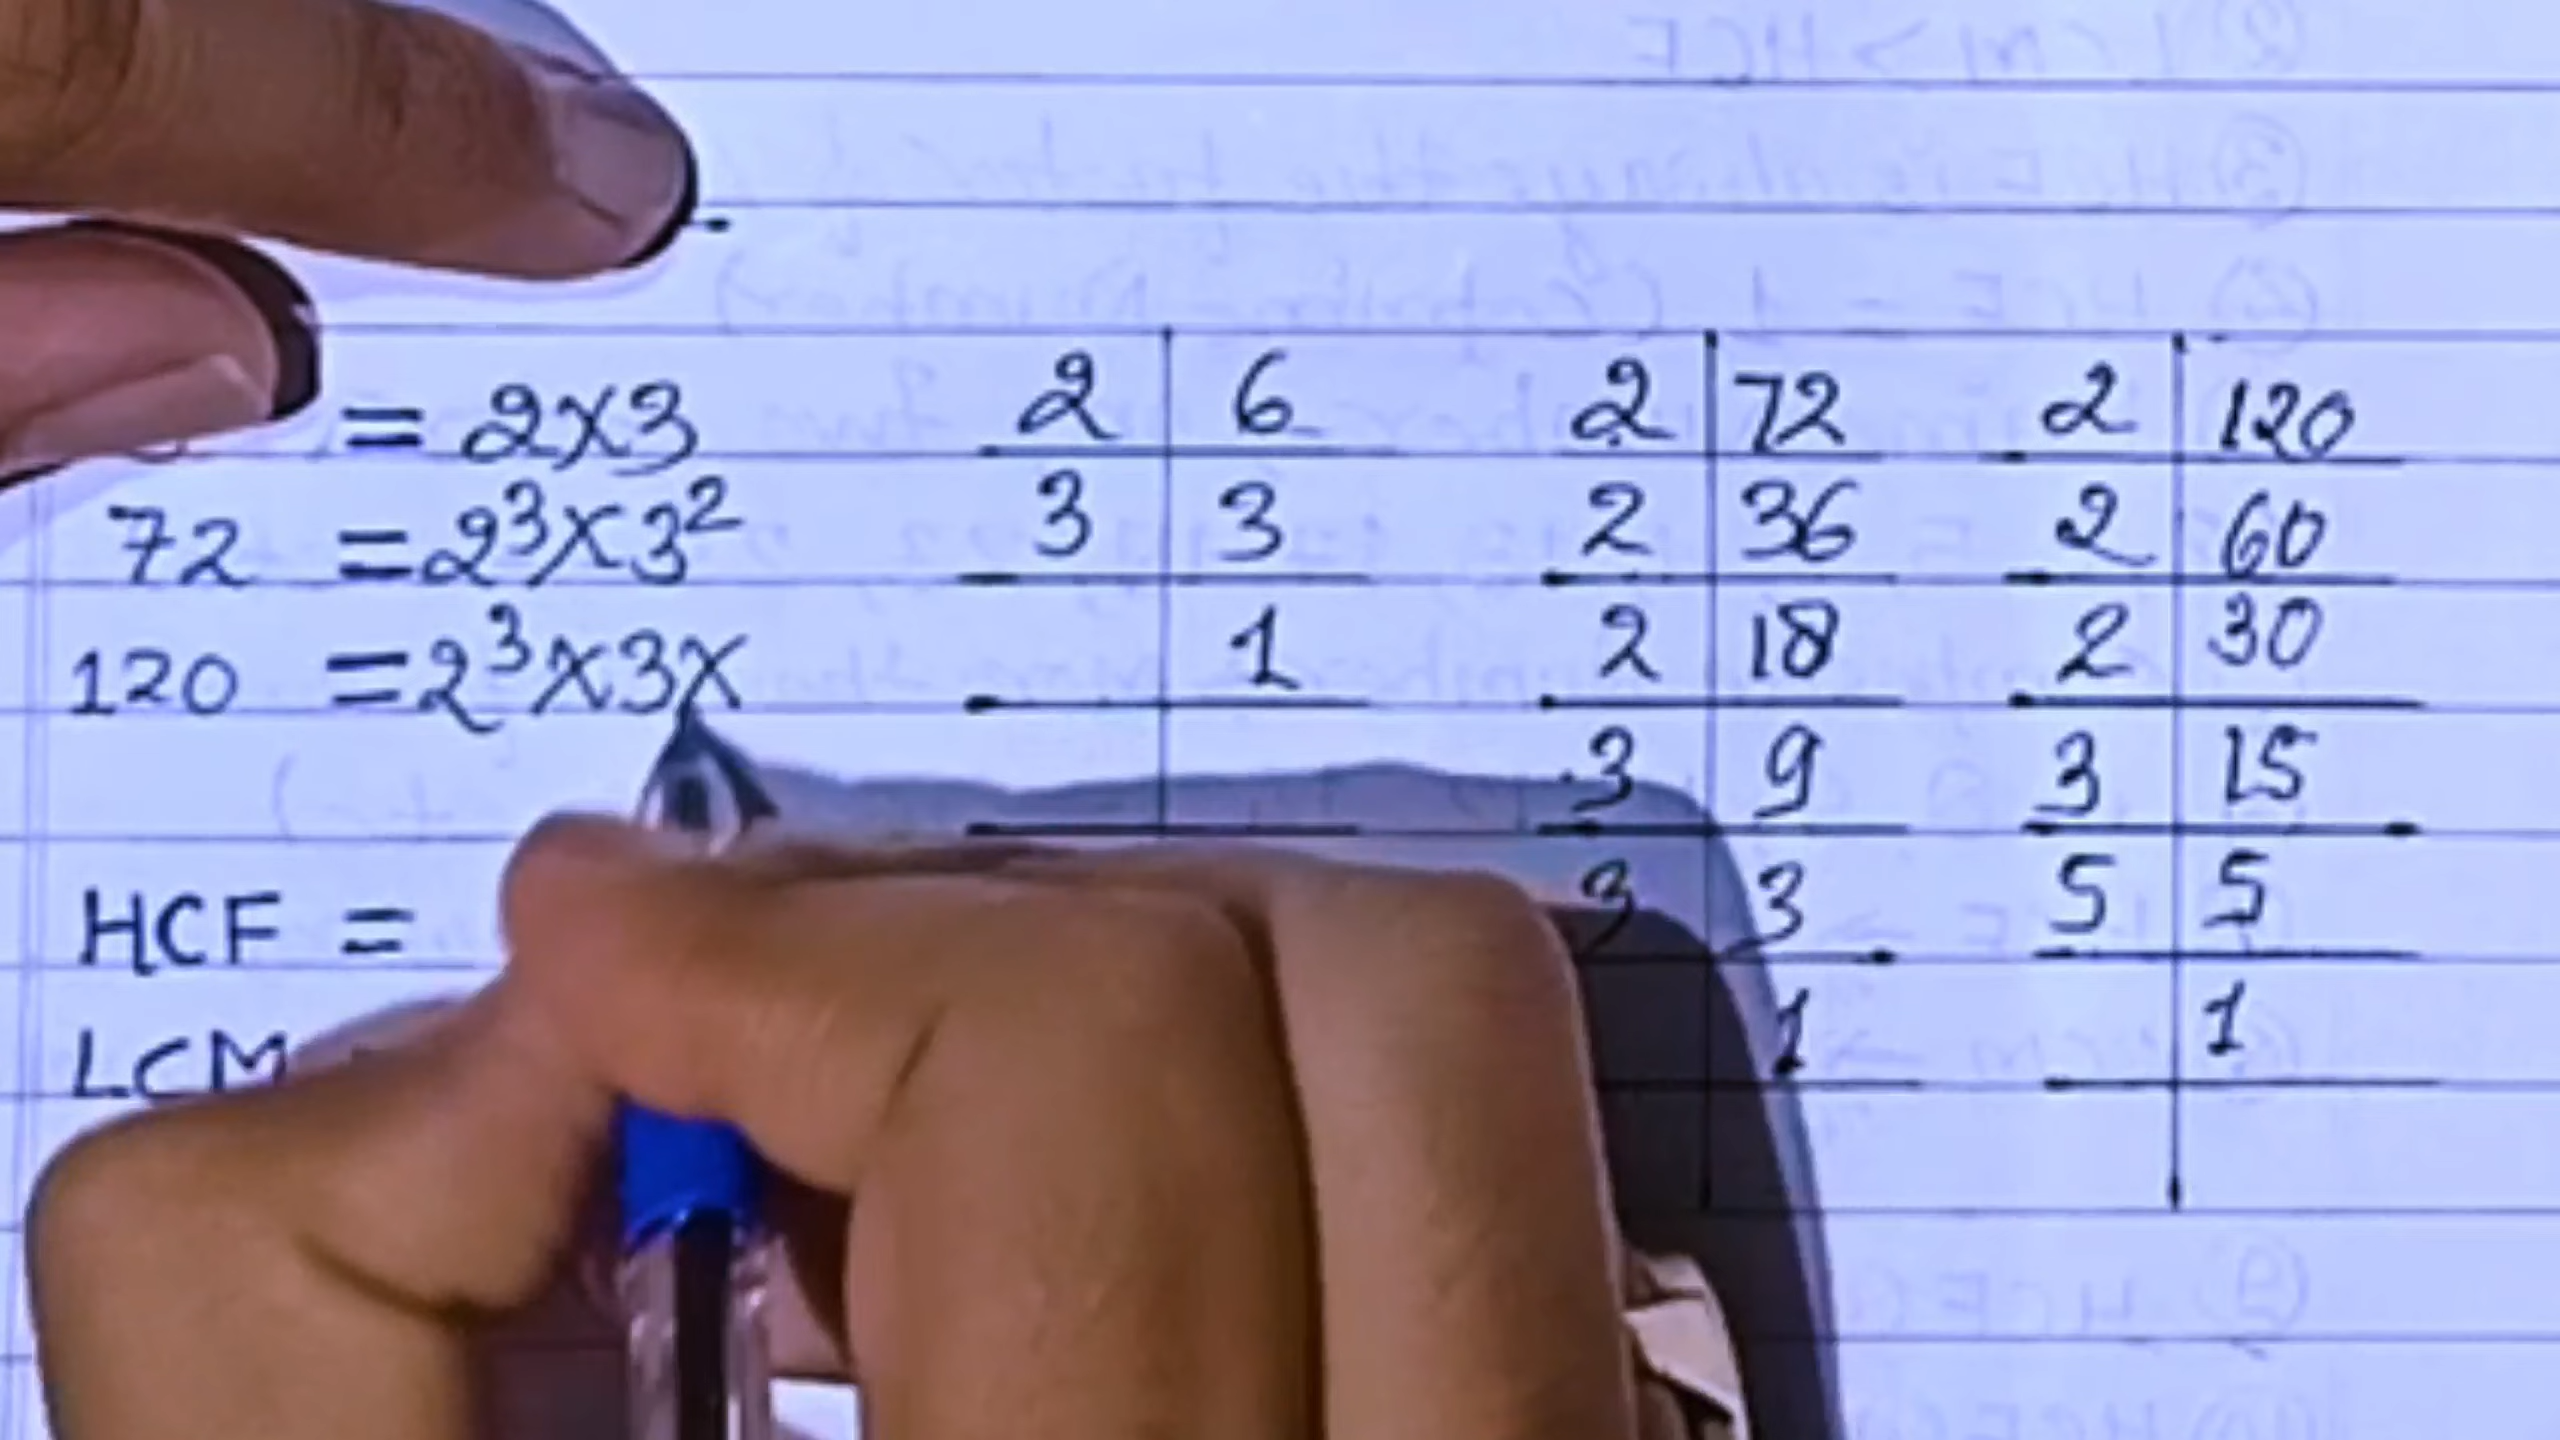 = 2×3
72 = 2³×3²
120 = 2³×3×
HCF =
LCM
2 | 6
3 | 3
1
2 | 72
2 | 36
2 | 18
3 | 9
3 | 3
1
2 | 120
2 | 60
2 | 30
3 | 15
5 | 5
1